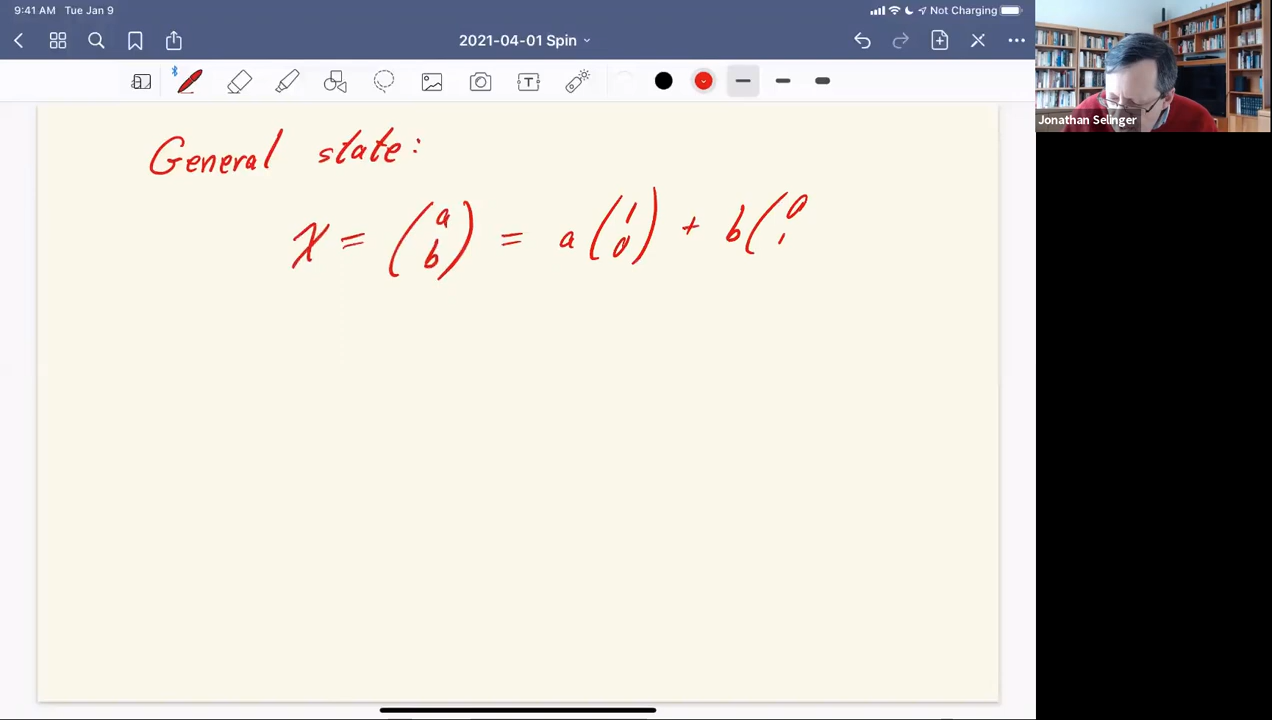 9:41 AM Tue Jan 9
Not Charging
2021-04-01 Spin
T
Jonathan Selinger
General state:
χ = (a b) = a (1 0) + b (0 1